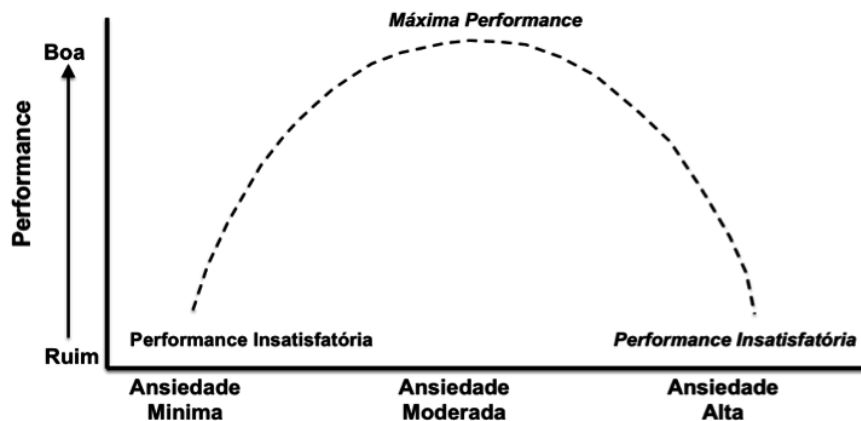 Máxima Performance
Boa
Performance
Ruim
Performance Insatisfatória
Performance Insatisfatória
Ansiedade
Minima
Ansiedade
Moderada
Ansiedade
Alta